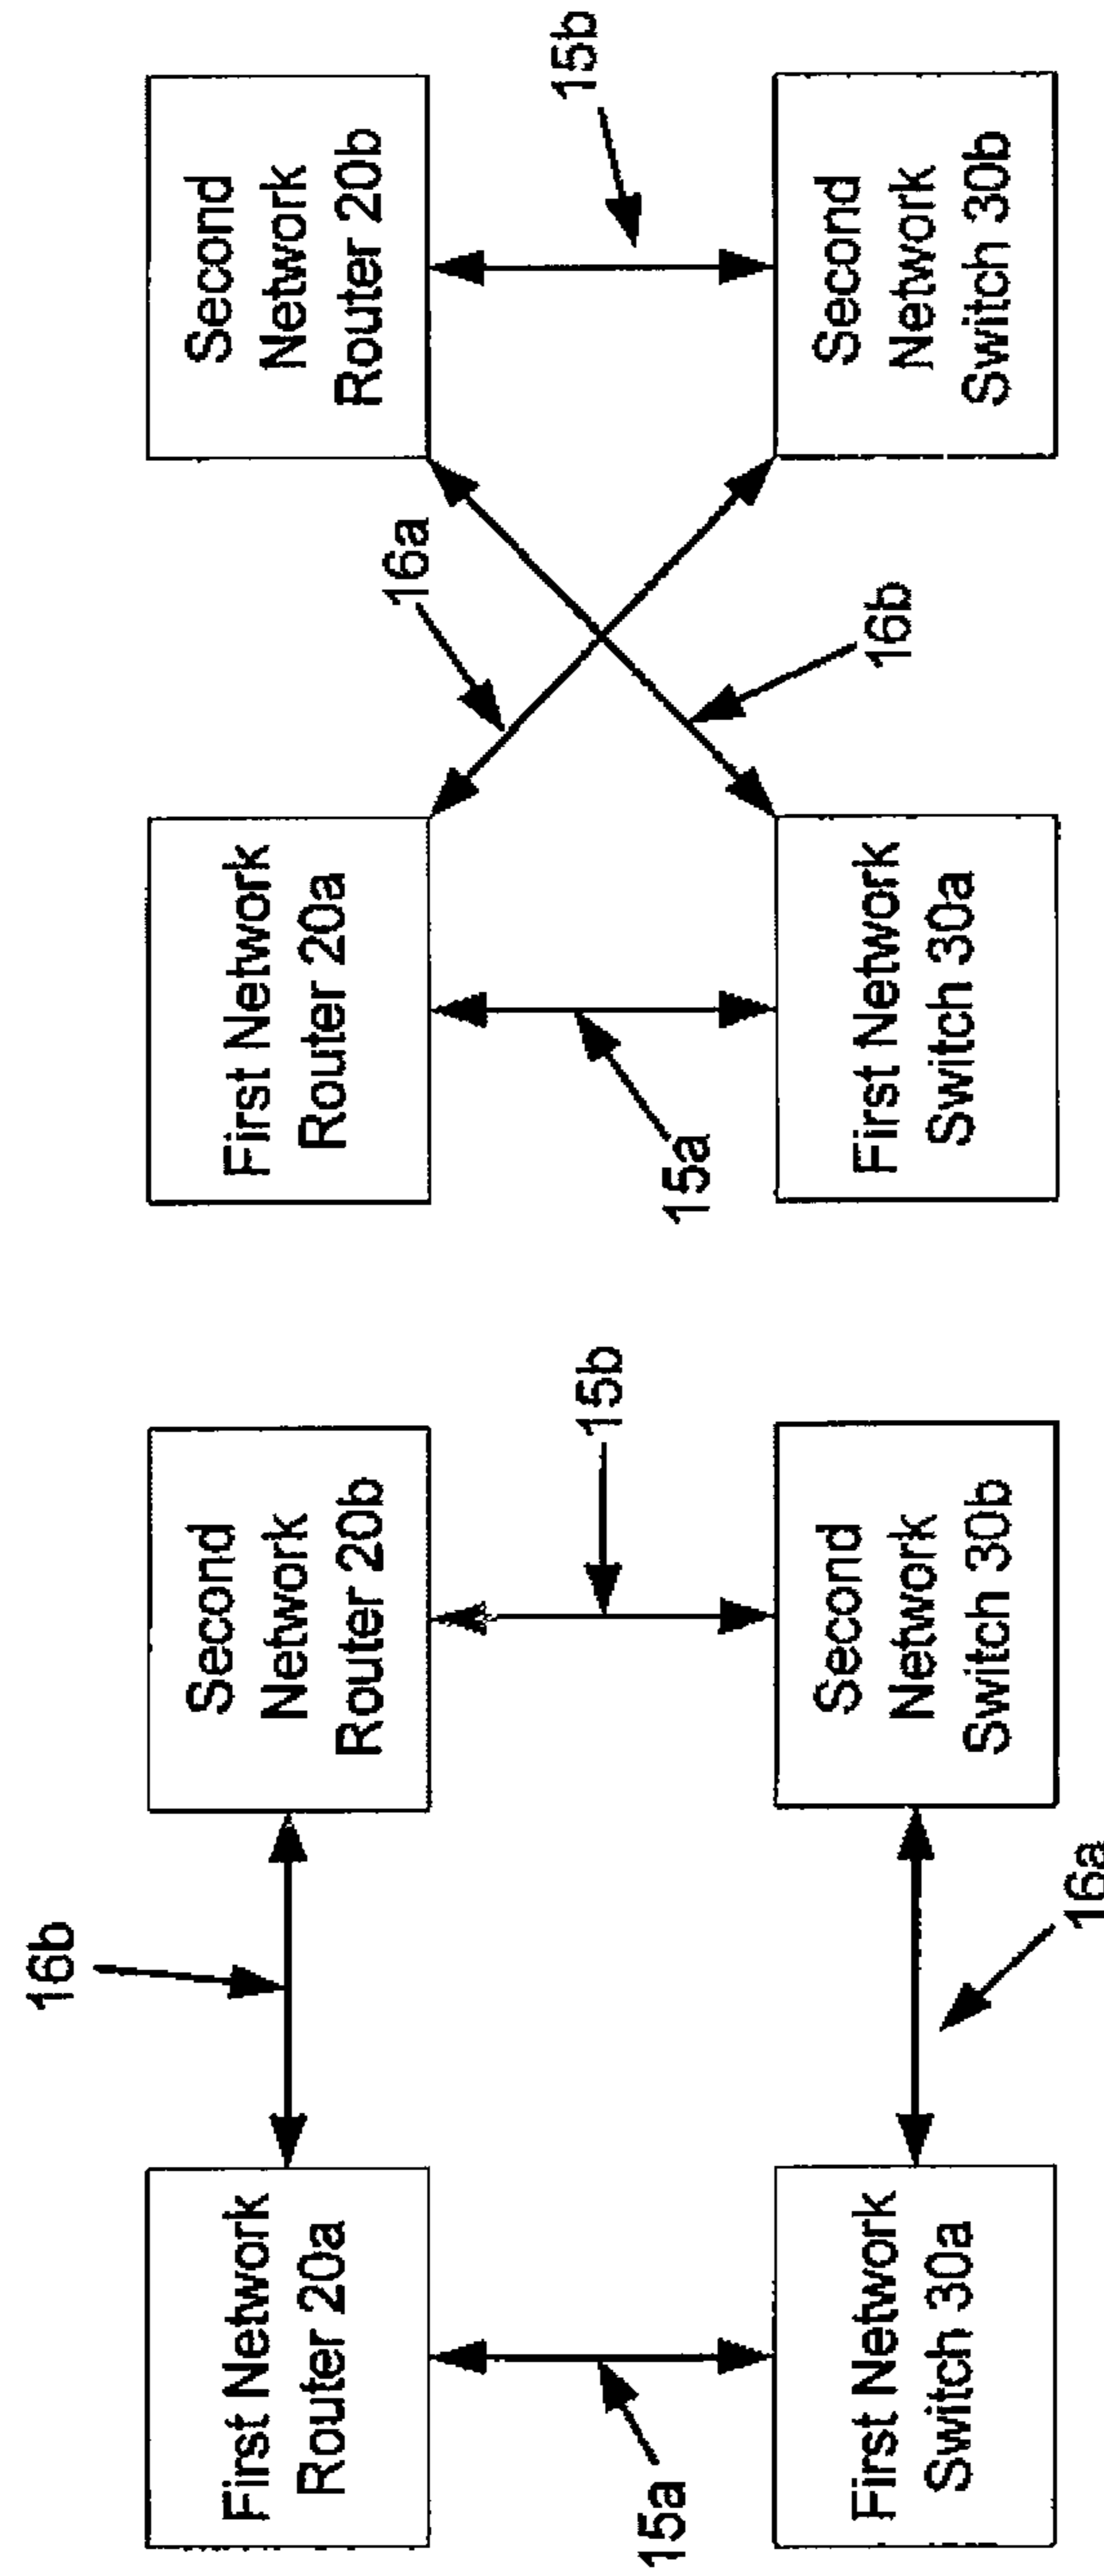 16b
First Network
Router 20a
Second
Network
Router 20b
15a
15b
First Network
Switch 30a
Second
Network
Switch 30b
16a
First Network
Router 20a
Second
Network
Router 20b
16a
15b
15a
16b
First Network
Switch 30a
Second
Network
Switch 30b